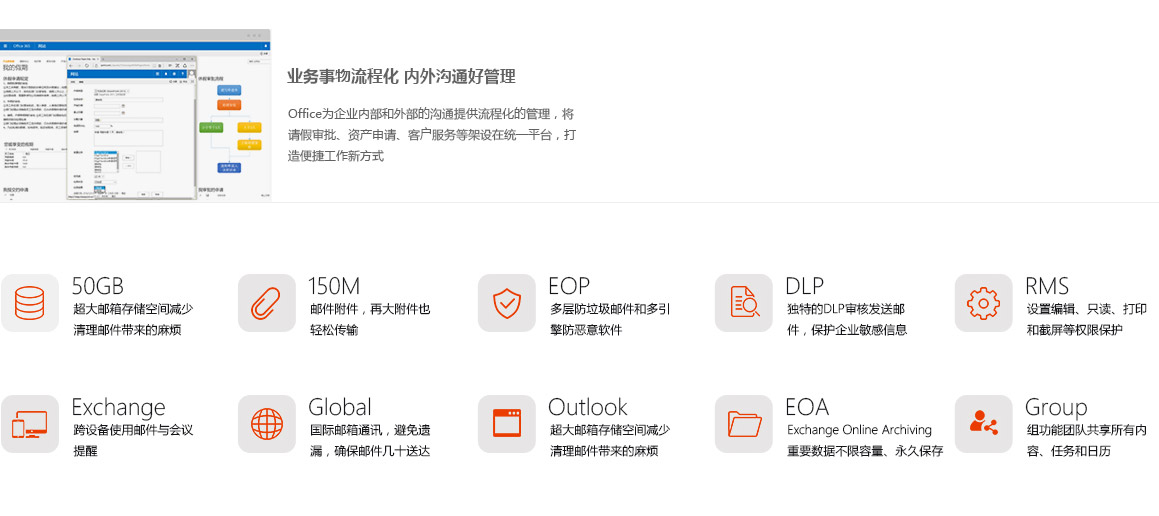 Office 365
网站
我的假期
业务事物流程化 内外沟通好管理
Office为企业内部和外部的沟通提供流程化的管理，将
请假审批、资产申请、客户服务等架设在统一平台，打
造便捷工作新方式
50GB
超大邮箱存储空间减少
清理邮件带来的麻烦
150M
邮件附件，再大附件也
轻松传输
EOP
多层防垃圾邮件和多引
擎防恶意软件
DLP
独特的DLP审核发送邮
件，保护企业敏感信息
RMS
设置编辑、只读、打印
和截屏等权限保护
Exchange
跨设备使用邮件与会议
提醒
Global
国际邮箱通讯，避免遗
漏，确保邮件几十送达
Outlook
超大邮箱存储空间减少
清理邮件带来的麻烦
EOA
Exchange Online Archiving
重要数据不限容量、永久保存
Group
组功能团队共享所有内
容、任务和日历